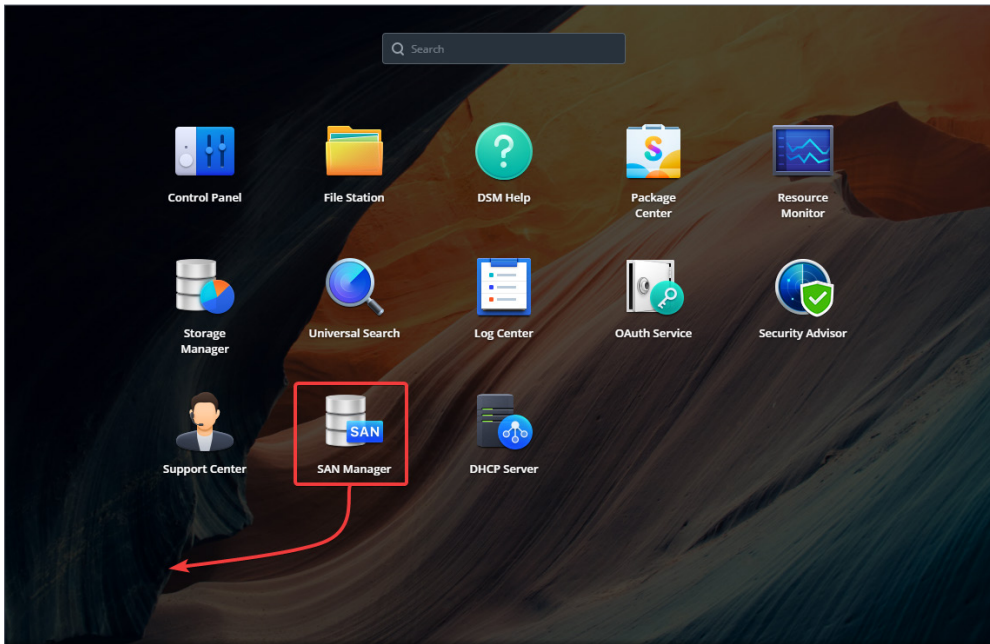 Search
Control Panel
File Station
DSM Help
Package
Center
Resource
Monitor
Storage
Manager
Universal Search
Log Center
OAuth Service
Security Advisor
Support Center
SAN
SAN Manager
DHCP Server